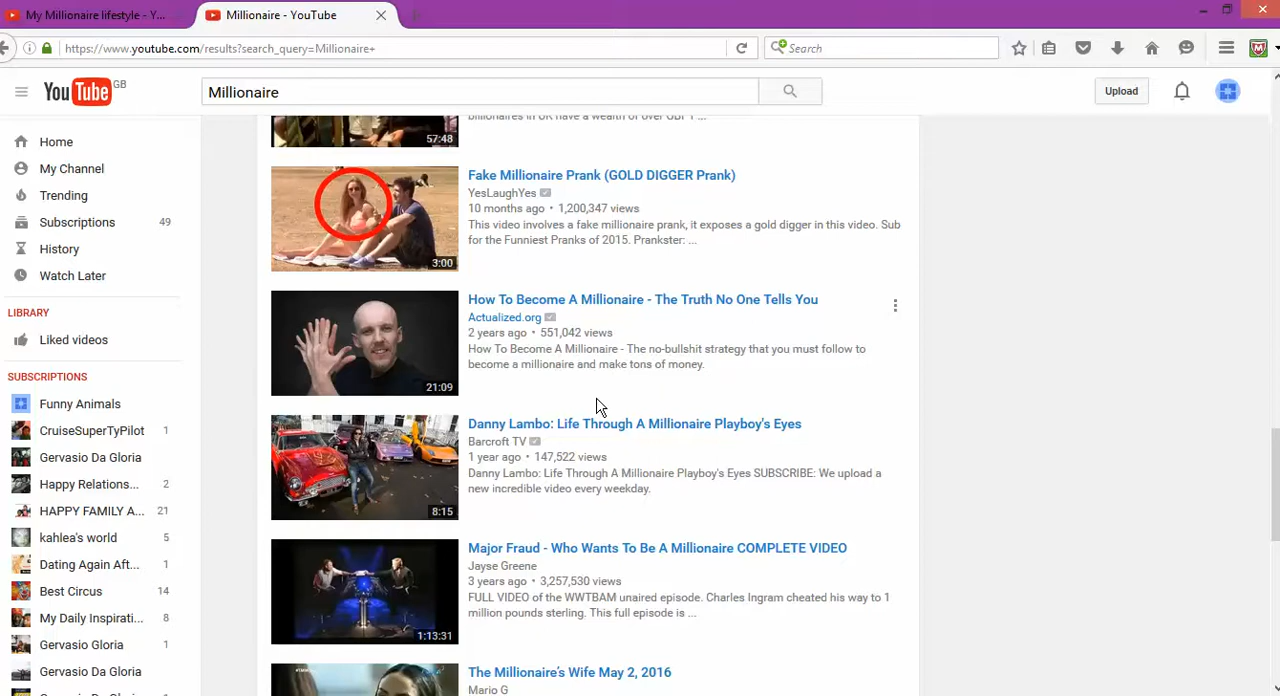 My Millionaire lifestyle - Y...
Millionaire - YouTube
https://www.youtube.com/results?search_query=Millionaire+
Search
YouTube GB
Millionaire
Upload
Home
My Channel
Trending
Subscriptions 49
History
Watch Later
LIBRARY
Liked videos
SUBSCRIPTIONS
Funny Animals
CruiseSuperTyPilot 1
Gervasio Da Gloria
Happy Relations... 2
HAPPY FAMILY A... 21
kahlea's world 5
Dating Again Aft... 1
Best Circus 14
My Daily Inspirati... 8
Gervasio Gloria 1
Gervasio Da Gloria
billionaires in UK have a wealth of over GBP 1 ...
57:48
Fake Millionaire Prank (GOLD DIGGER Prank)
YesLaughYes
10 months ago • 1,200,347 views
This video involves a fake millionaire prank, it exposes a gold digger in this video. Sub
for the Funniest Pranks of 2015. Prankster: ...
3:00
How To Become A Millionaire - The Truth No One Tells You
Actualized.org
2 years ago • 551,042 views
How To Become A Millionaire - The no-bullshit strategy that you must follow to
become a millionaire and make tons of money.
21:09
Danny Lambo: Life Through A Millionaire Playboy's Eyes
Barcroft TV
1 year ago • 147,522 views
Danny Lambo: Life Through A Millionaire Playboy's Eyes SUBSCRIBE: We upload a
new incredible video every weekday.
8:15
Major Fraud - Who Wants To Be A Millionaire COMPLETE VIDEO
Jayse Greene
3 years ago • 3,257,530 views
FULL VIDEO of the WWTBAM unaired episode. Charles Ingram cheated his way to 1
million pounds sterling. This full episode is ...
1:13:31
The Millionaire's Wife May 2, 2016
Mario G